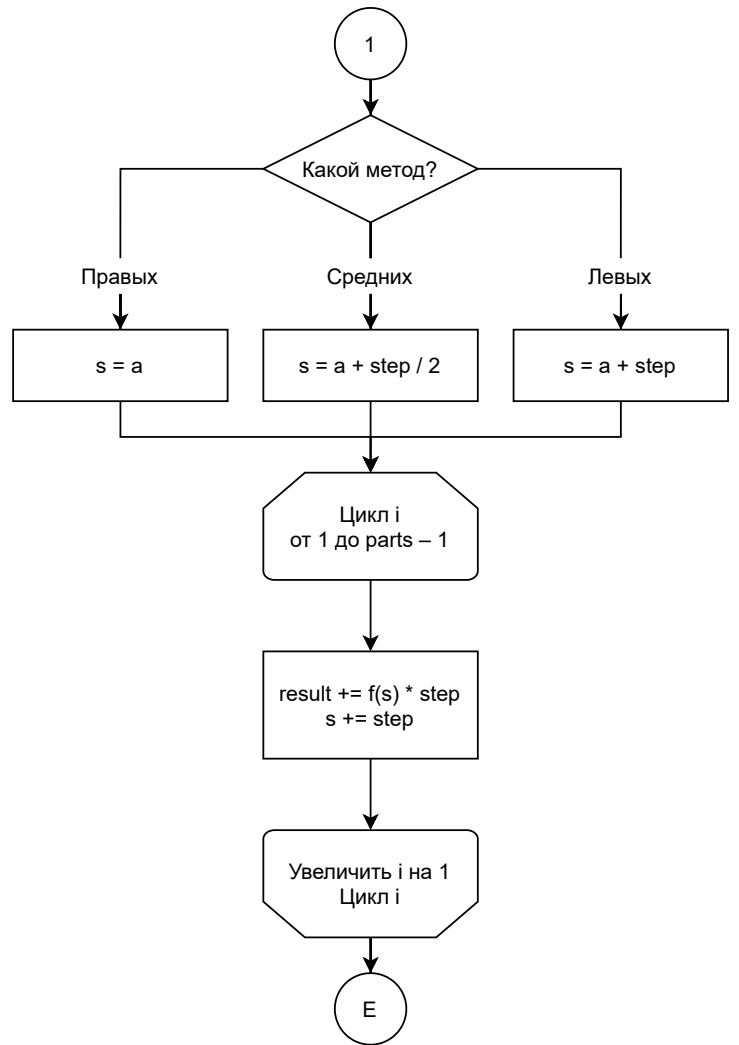 1
Какой метод?
Правых
Средних
Левых
s = a
s = a + step / 2
s = a + step
Цикл i
от 1 до parts – 1
result += f(s) * step
s += step
Увеличить i на 1
Цикл i
E